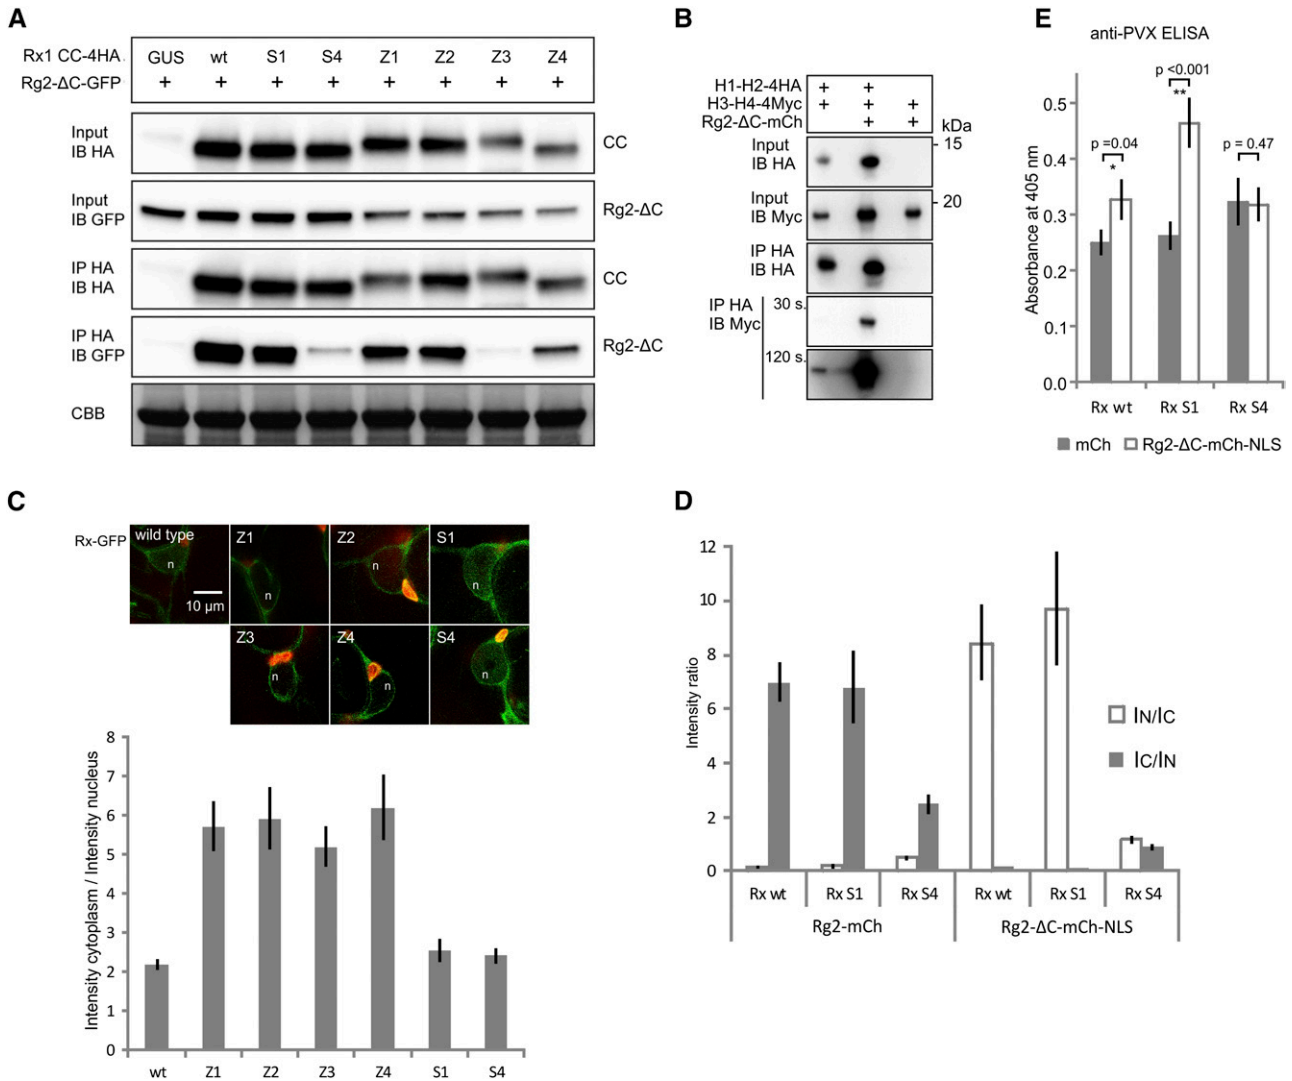 A
Rx1 CC-4HA GUS wt S1 S4 Z1 Z2 Z3 Z4
Rg2-ΔC-GFP + + + + + + + +
Input
IB HA
CC
Input
IB GFP
Rg2-ΔC
IP HA
IB HA
CC
IP HA
IB GFP
Rg2-ΔC
CBB
B
H1-H2-4HA + +
H3-H4-4Myc + + +
Rg2-ΔC-mCh + +
kDa
Input
IB HA
15
Input
IB Myc
20
IP HA
IB HA
IP HA
IB Myc
30 s.
120 s.
E
anti-PVX ELISA
p <0.001
**
p =0.04
*
p = 0.47
Absorbance at 405 nm
0.5
0.4
0.3
0.2
0.1
0.0
Rx wt Rx S1 Rx S4
mCh Rg2-ΔC-mCh-NLS
C
Rx-GFP
wild type
n
10 μm
Z1
n
Z2
n
S1
n
Z3
n
Z4
n
S4
n
Intensity cytoplasm / Intensity nucleus
8
7
6
5
4
3
2
1
0
wt Z1 Z2 Z3 Z4 S1 S4
D
Intensity ratio
12
10
8
6
4
2
0
IN/IC
IC/IN
Rx wt Rx S1 Rx S4 Rx wt Rx S1 Rx S4
Rg2-mCh Rg2-ΔC-mCh-NLS